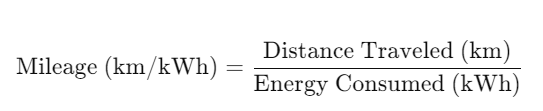 Mileage (km/kWh) = Distance Traveled (km) / Energy Consumed (kWh)